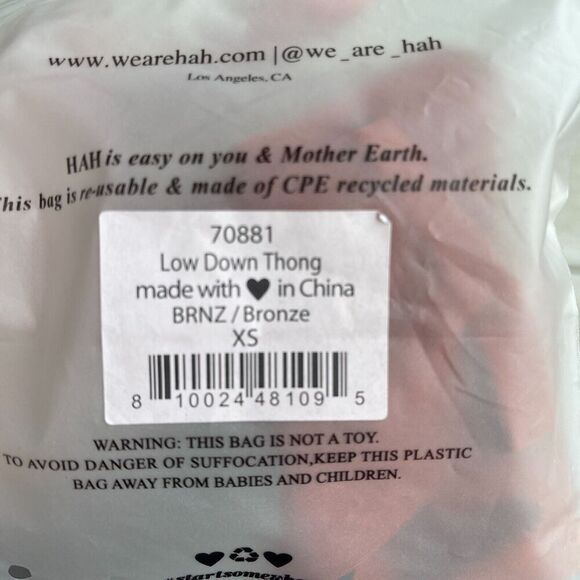 www.wearehah.com | @we_are_hah
Los Angeles, CA
HAH is easy on you & Mother Earth.
This bag is re-usable & made of CPE recycled materials.
70881
Low Down Thong
made with ♥ in China
BRNZ / Bronze
XS
8 10024 48109 5
WARNING: THIS BAG IS NOT A TOY.
TO AVOID DANGER OF SUFFOCATION,KEEP THIS PLASTIC
BAG AWAY FROM BABIES AND CHILDREN.